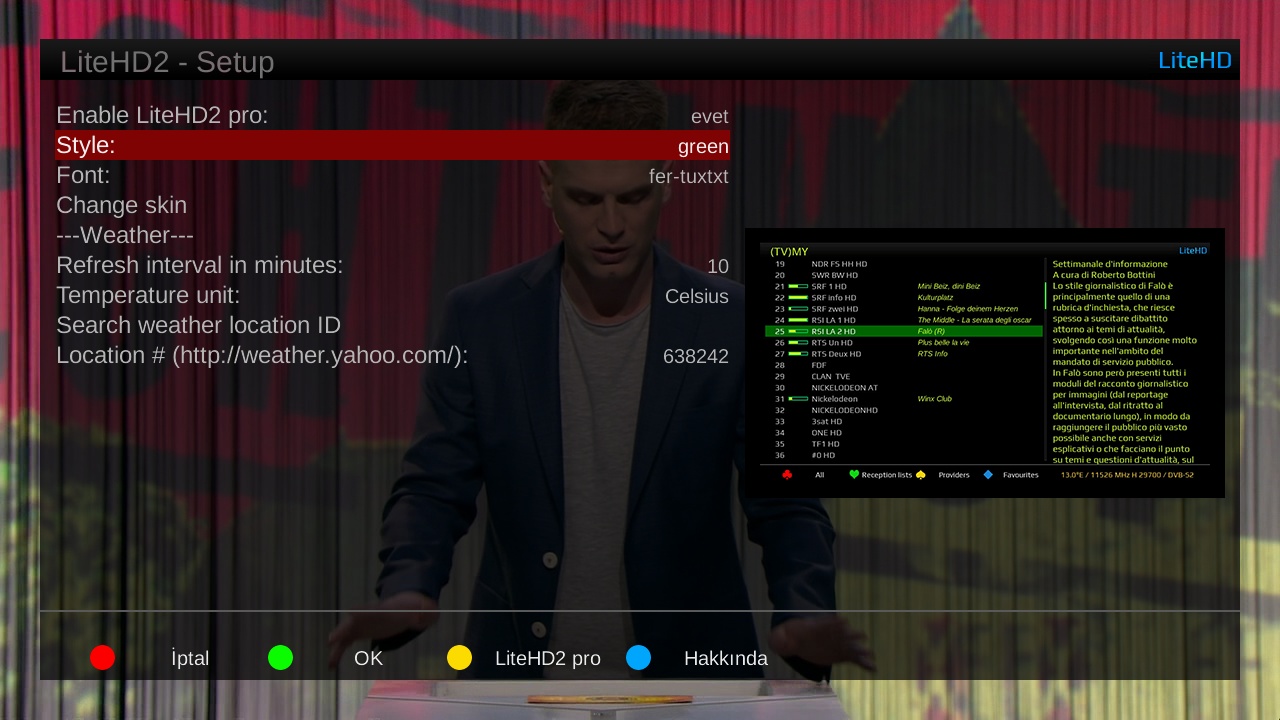 LiteHD2 - Setup LiteHD
Enable LiteHD2 pro: evet
Style: green
Font: fer-tuxtxt
Change skin
---Weather---
Refresh interval in minutes: 10
Temperature unit: Celsius
Search weather location ID
Location # (http://weather.yahoo.com/): 638242
(TV)MY LiteHD
19 NDR FS HH HD
20 SWR BW HD
21 SRF 1 HD Mini Beiz, dini Beiz
22 SRF info HD Kulturplatz
23 SRF zwei HD Hanna - Folge deinem Herzen
24 RSI LA 1 HD The Middle - La serata degli oscar
25 RSI LA 2 HD Falò (R)
26 RTS Un HD Plus belle la vie
27 RTS Deux HD RTS Info
28 FDF
29 CLAN TVE
30 NICKELODEON AT
31 Nickelodeon Winx Club
32 NICKELODEONHD
33 3sat HD
34 ONE HD
35 TF1 HD
36 #0 HD
Settimanale d'informazione
A cura di Roberto Bottini
Lo stile giornalistico di Falò è
principalmente quello di una
rubrica d'inchiesta, che riesce
spesso a suscitare dibattito
attorno ai temi di attualità,
svolgendo così una funzione molto
importante nell'ambito del
mandato di servizio pubblico.
In Falò sono però presenti tutti i
moduli del racconto giornalistico
per immagini (dal reportage
all'intervista, dal ritratto al
documentario lungo), in modo da
raggiungere il pubblico più vasto
possibile anche con servizi
esplicativi o che facciano il punto
su temi e questioni d'attualità, sul
All Reception lists Providers Favourites 13.0°E / 11526 MHz H 29700 / DVB-S2
İptal OK LiteHD2 pro Hakkında